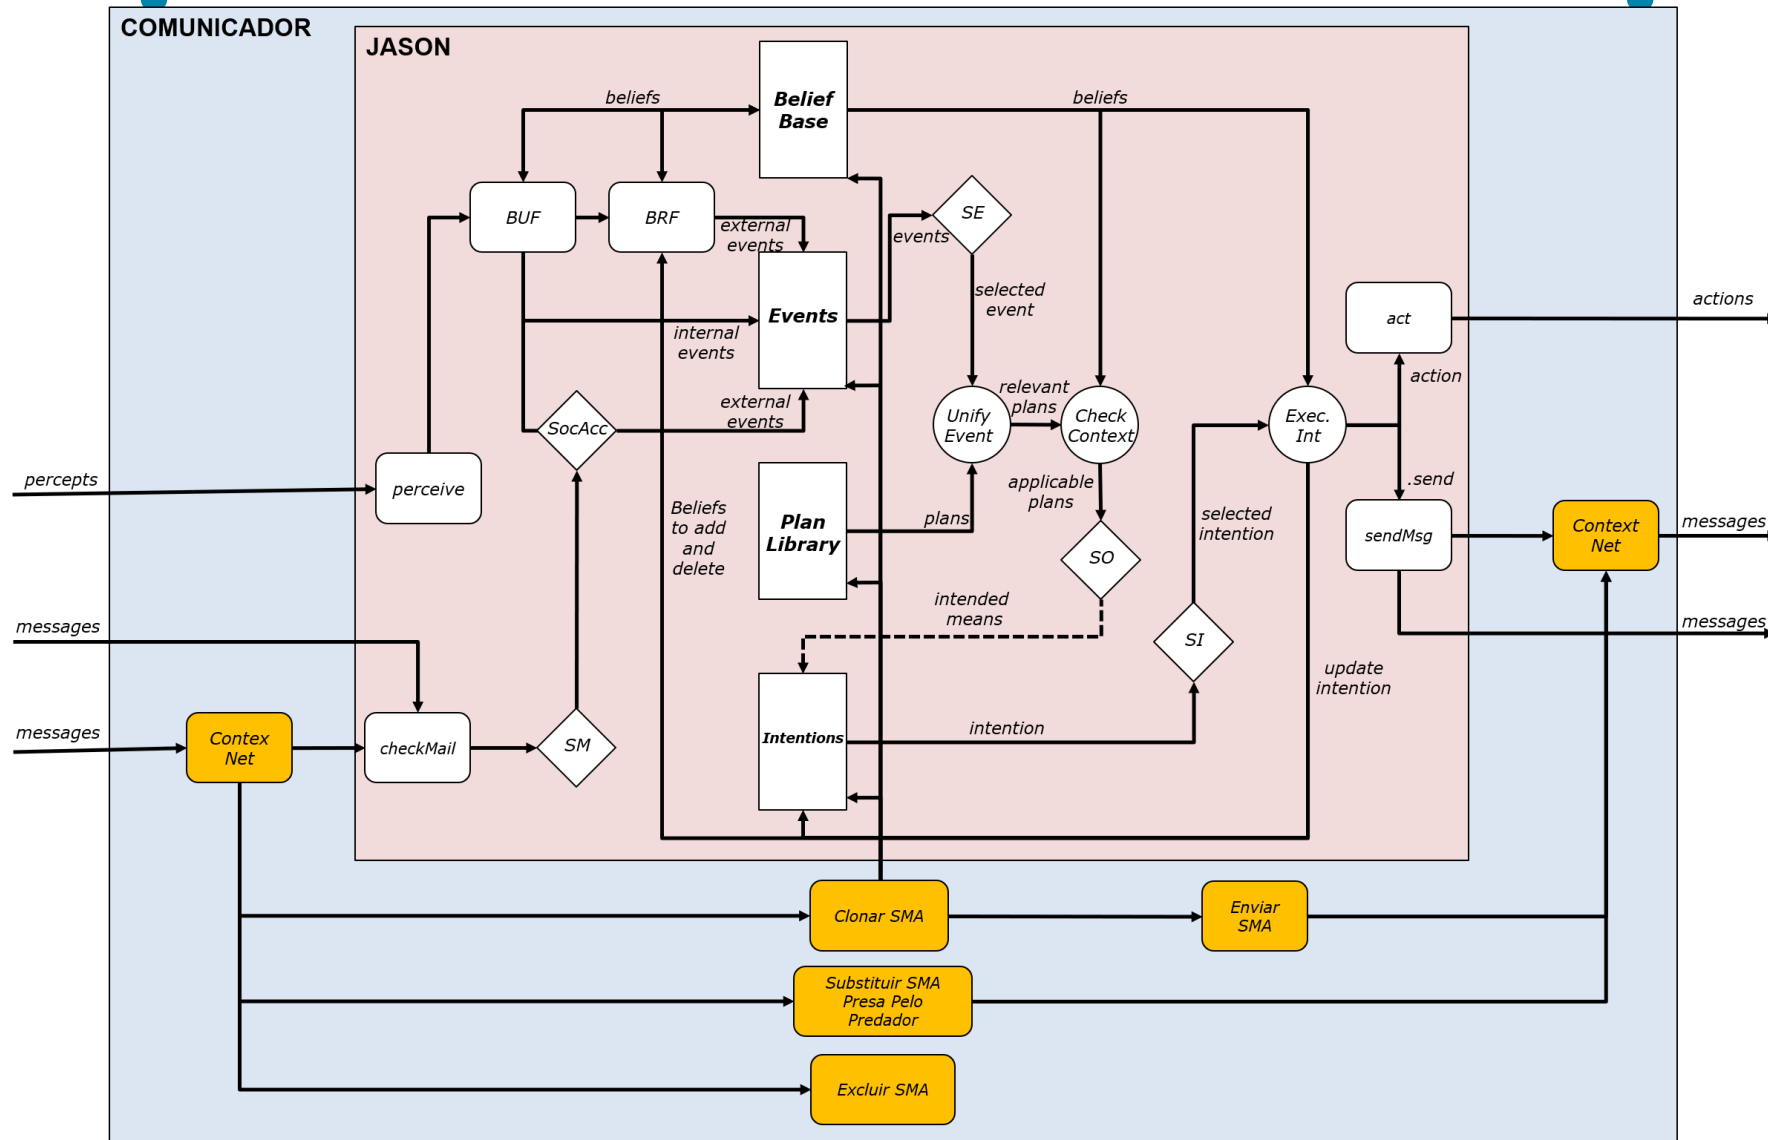 COMUNICADOR
JASON
beliefs
Belief
Base
beliefs
BUF
BRF
external
events
SE
events
selected
event
internal
events
Events
act
actions
action
external
events
SocAcc
relevant
plans
Unify
Event
Check
Context
Exec.
Int
percepts
perceive
applicable
plans
.send
Beliefs
to add
and
delete
Plan
Library
plans
selected
intention
sendMsg
Context
Net
messages
SO
intended
means
messages
SI
messages
update
intention
messages
Contex
Net
checkMail
SM
Intentions
intention
Clonar SMA
Enviar
SMA
Substituir SMA
Presa Pelo
Predador
Excluir SMA